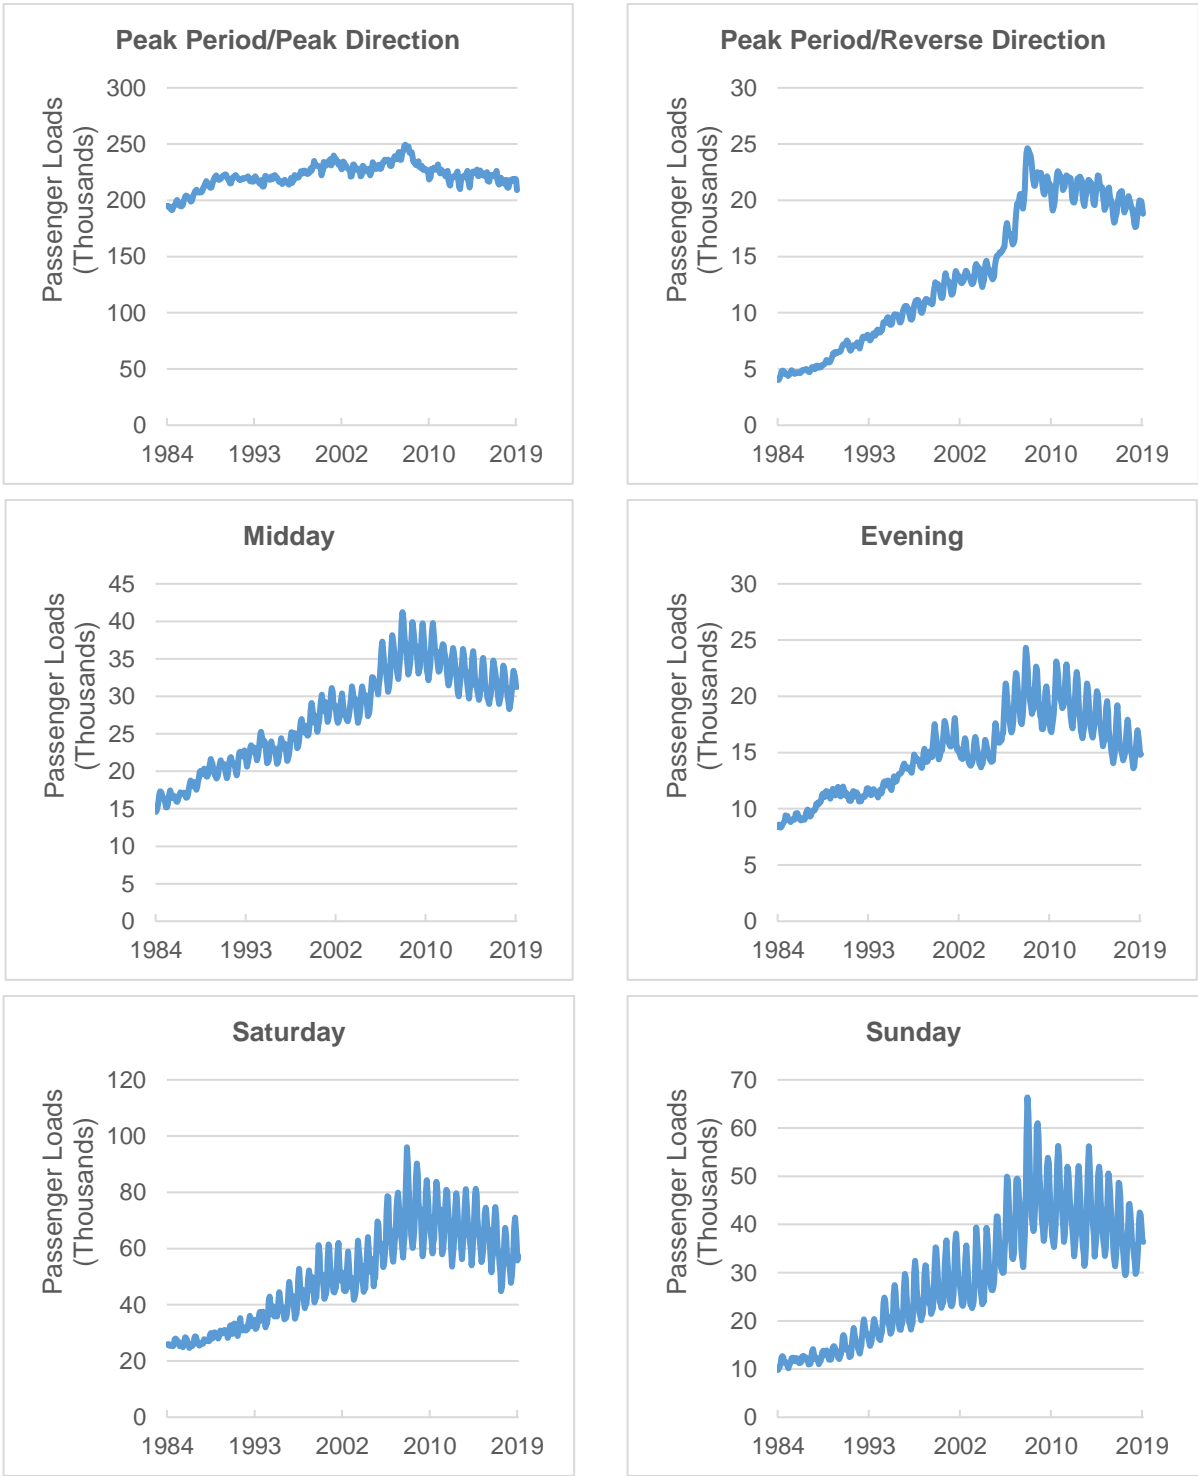 Peak Period/Peak Direction
Passenger Loads
(Thousands)
300
250
200
150
100
50
0
1984 1993 2002 2010 2019
Peak Period/Reverse Direction
Passenger Loads
(Thousands)
30
25
20
15
10
5
0
1984 1993 2002 2010 2019
Midday
Passenger Loads
(Thousands)
45
40
35
30
25
20
15
10
5
0
1984 1993 2002 2010 2019
Evening
Passenger Loads
(Thousands)
30
25
20
15
10
5
0
1984 1993 2002 2010 2019
Saturday
Passenger Loads
(Thousands)
120
100
80
60
40
20
0
1984 1993 2002 2010 2019
Sunday
Passenger Loads
(Thousands)
70
60
50
40
30
20
10
0
1984 1993 2002 2010 2019